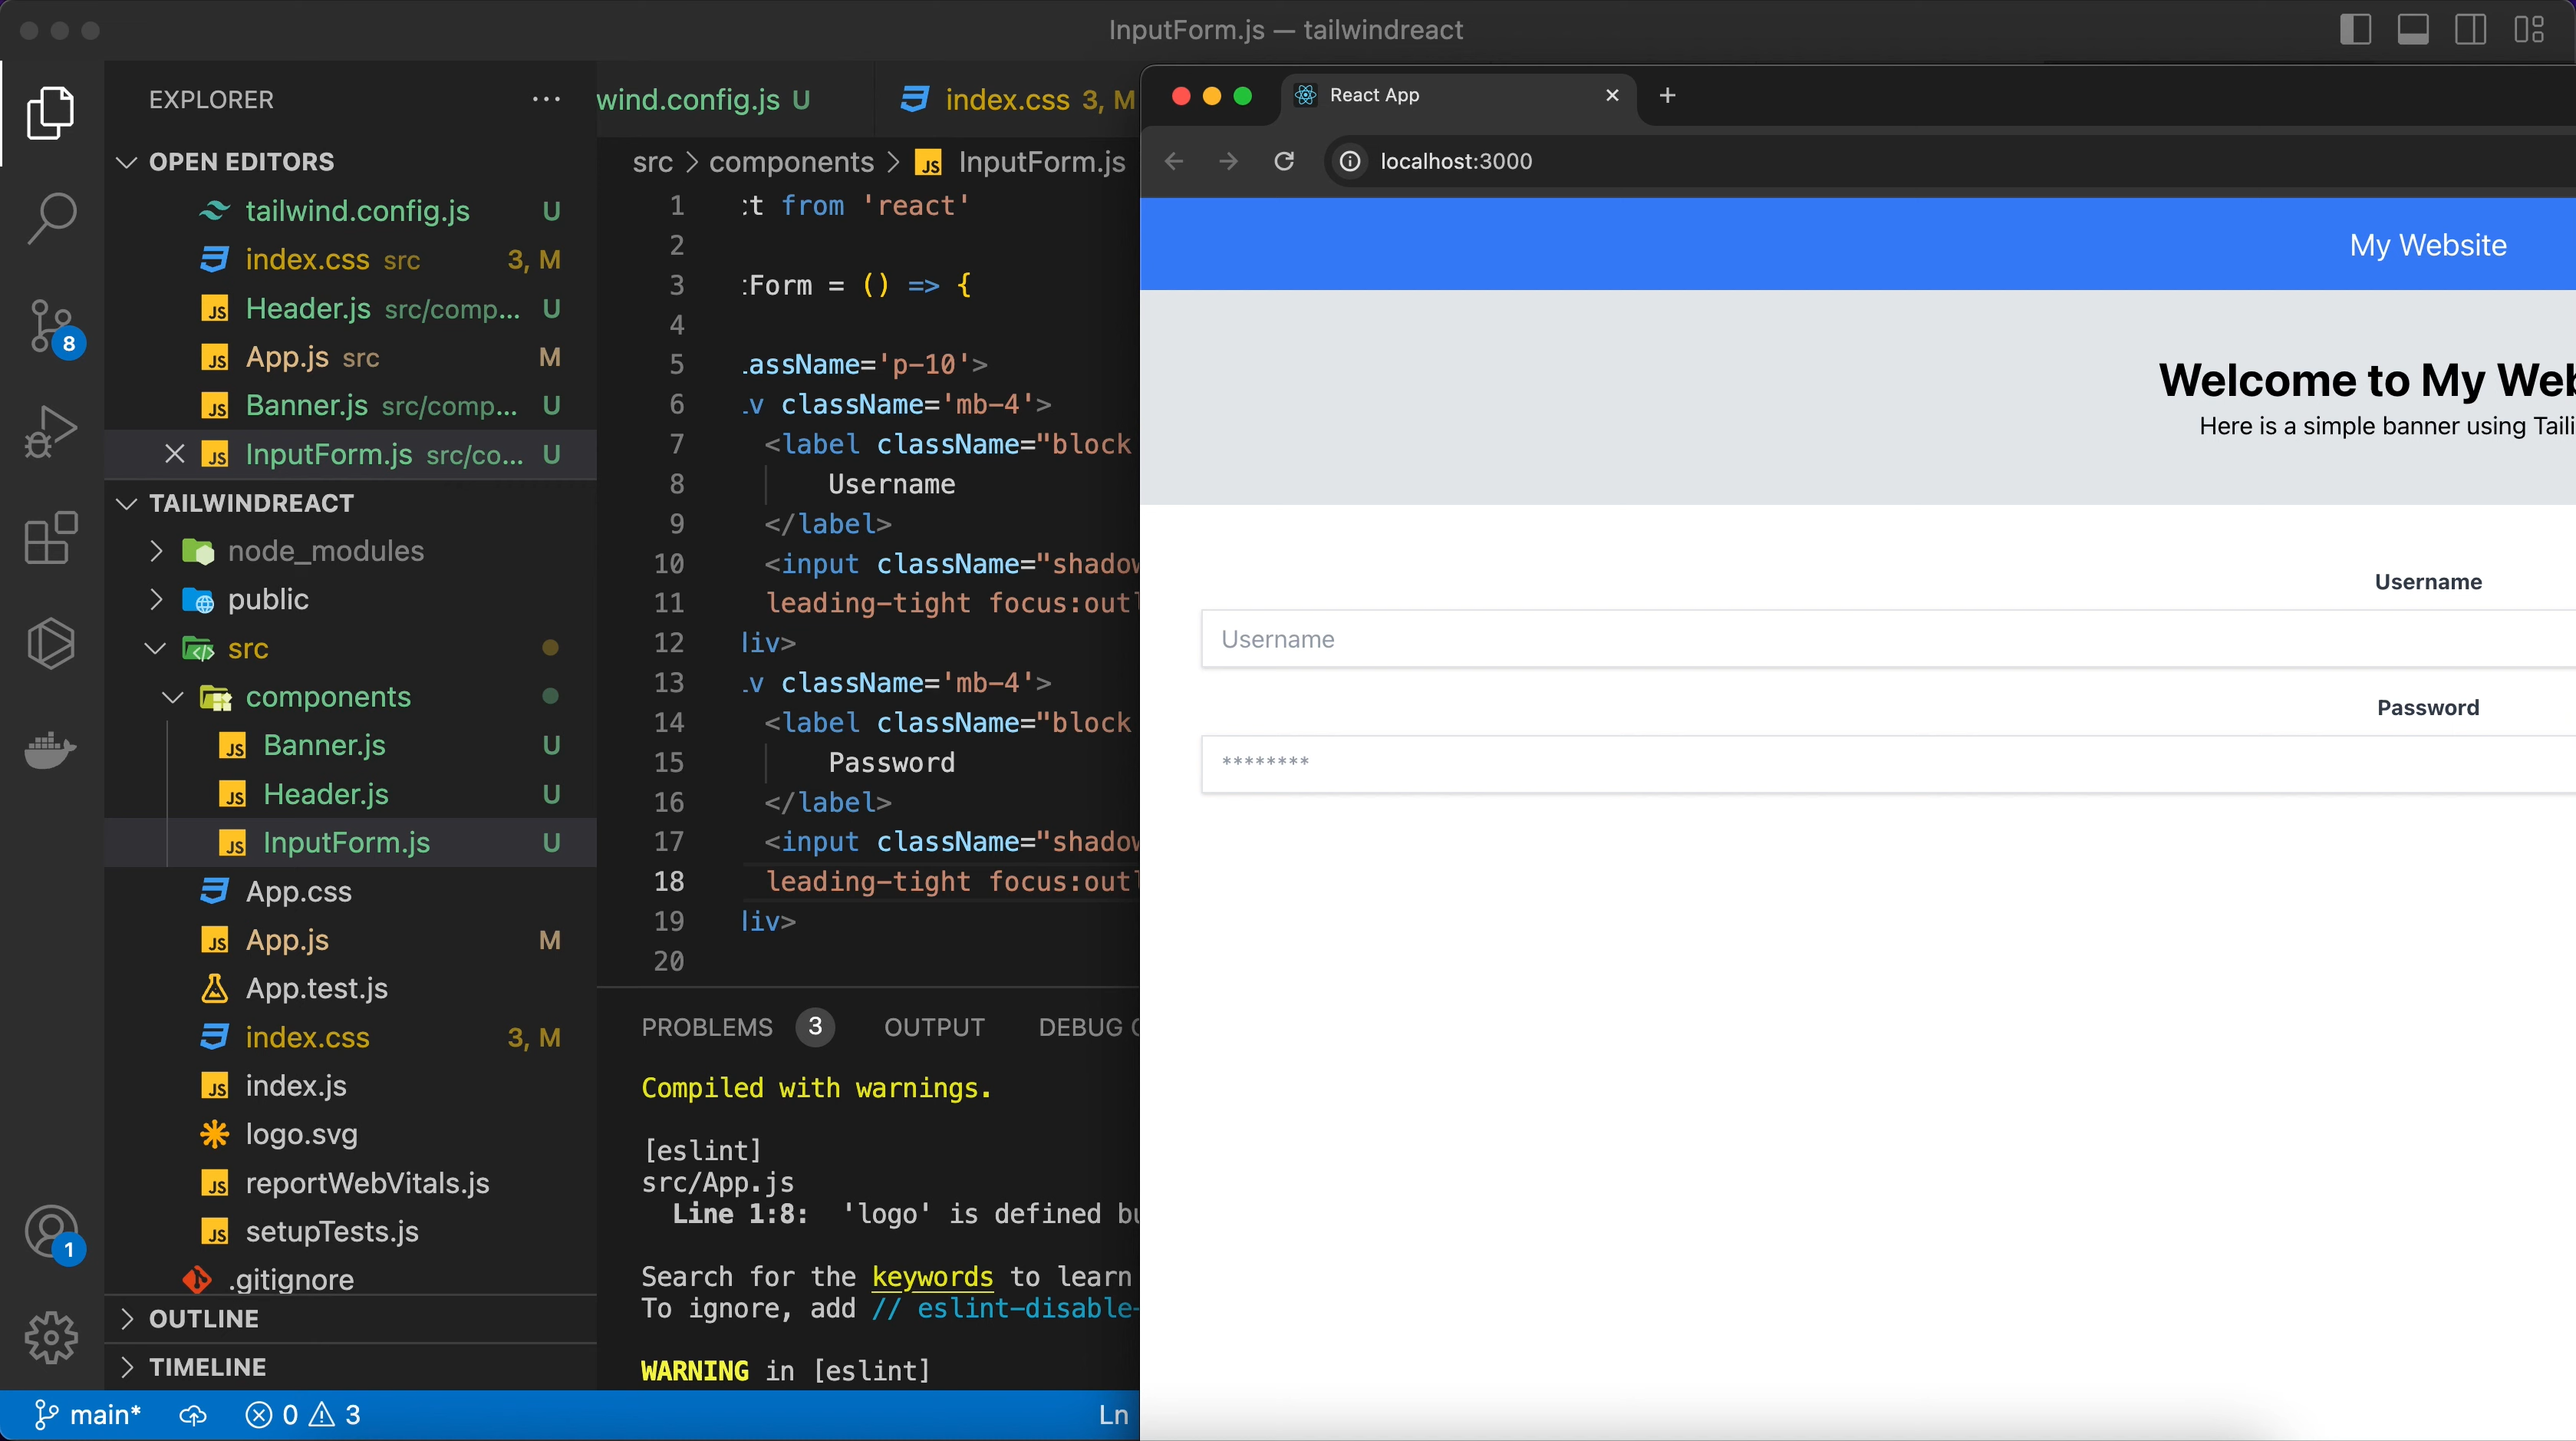 InputForm.js — tailwindreact
EXPLORER
OPEN EDITORS
tailwind.config.js U
index.css src 3, M
Header.js src/comp... U
App.js src M
Banner.js src/comp... U
InputForm.js src/co... U
TAILWINDREACT
node_modules
public
src
components
Banner.js U
Header.js U
InputForm.js U
App.css
App.js M
App.test.js
index.css 3, M
index.js
logo.svg
reportWebVitals.js
setupTests.js
.gitignore
OUTLINE
TIMELINE
8
1
wind.config.js U
index.css 3, M
src > components > InputForm.js
1 t from 'react'
2
3 Form = () => {
4
5 assName='p-10'>
6 v className='mb-4'>
7 <label className="block
8 Username
9 </label>
10 <input className="shadow
11 leading-tight focus:outl
12 div>
13 v className='mb-4'>
14 <label className="block
15 Password
16 </label>
17 <input className="shadow
18 leading-tight focus:outl
19 div>
20
PROBLEMS 3 OUTPUT DEBUG
Compiled with warnings.
[eslint]
src/App.js
Line 1:8: 'logo' is defined bu
Search for the keywords to learn
To ignore, add // eslint-disable-
WARNING in [eslint]
main* 0 3 Ln
React App
localhost:3000
My Website
Welcome to My Web
Here is a simple banner using Taili
Username
Username
Password
********